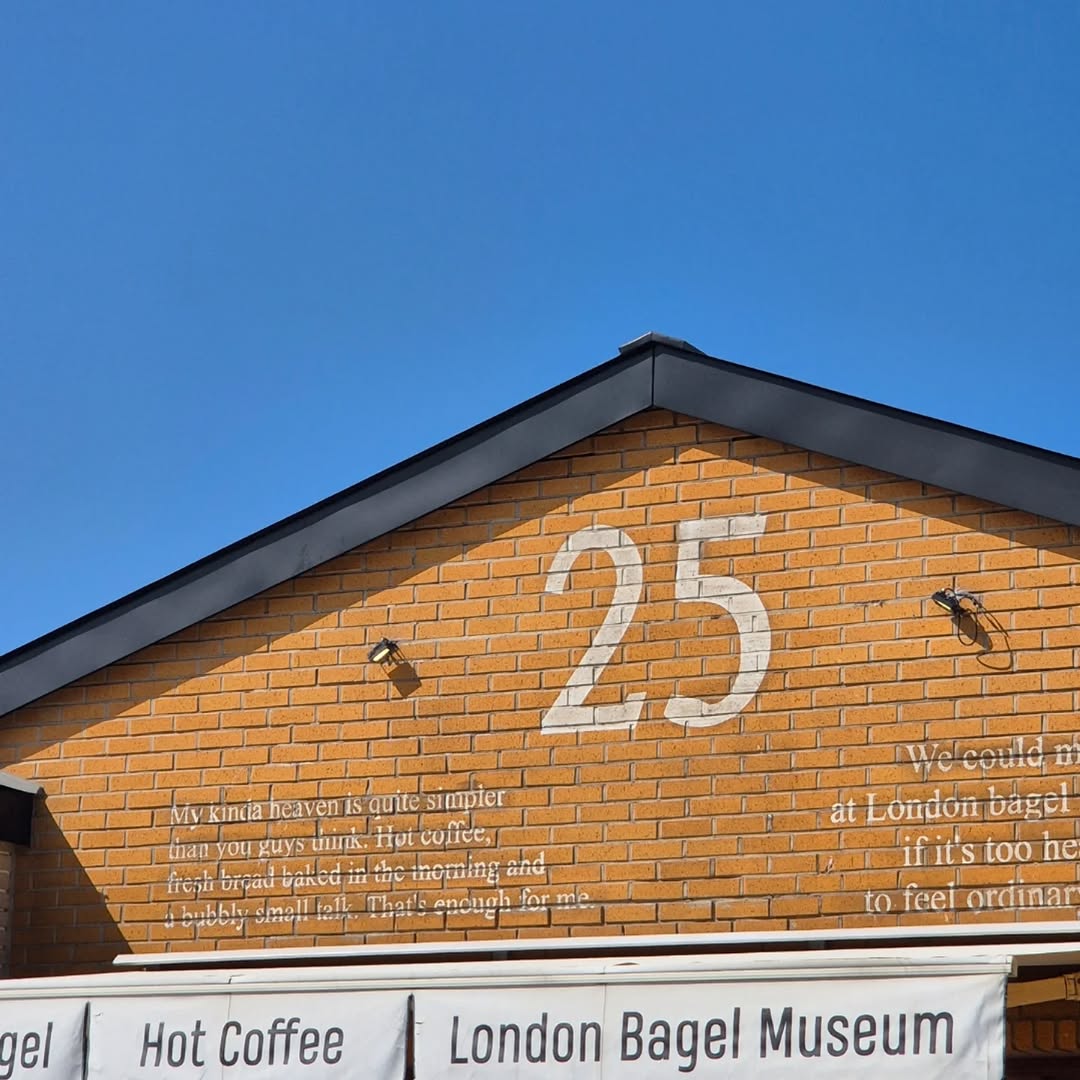 25
My kinda heaven is quite simpler
than you guys think. Hot coffee,
fresh bread baked in the morning and
a bubbly small talk. That's enough for me.
We could m
at London bagel
if it's too he
to feel ordinary
gel
Hot Coffee
London Bagel Museum